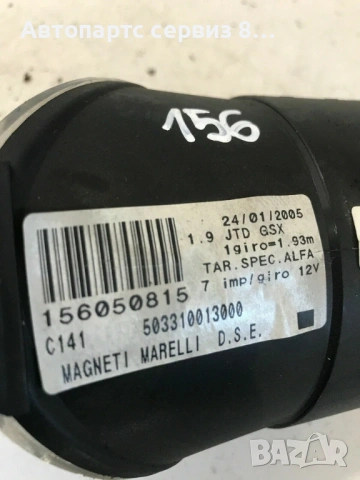 Автопартс сервиз 8...
156
24/01/2005
1.9 JTD GSX
1giro=1.93m
TAR.SPEC.ALFA
7 imp/giro 12V
156050815
C141 503310013000
MAGNETI MARELLI D.S.E.
BAZAR